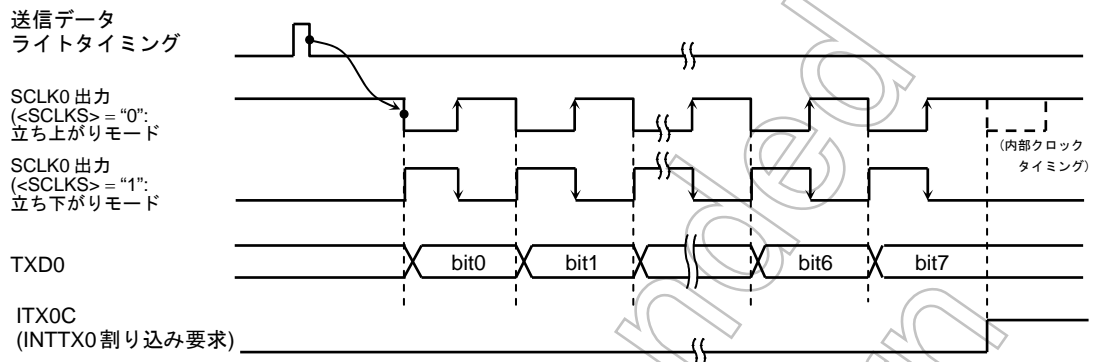 送信データ
ライトタイミング
SCLK0 出力
(<SCLKS> = “0”:
立ち上がりモード
(内部クロック
タイミング)
SCLK0 出力
(<SCLKS> = “1”:
立ち下がりモード
TXD0
bit0
bit1
bit6
bit7
ITX0C
(INTTX0 割り込み要求)